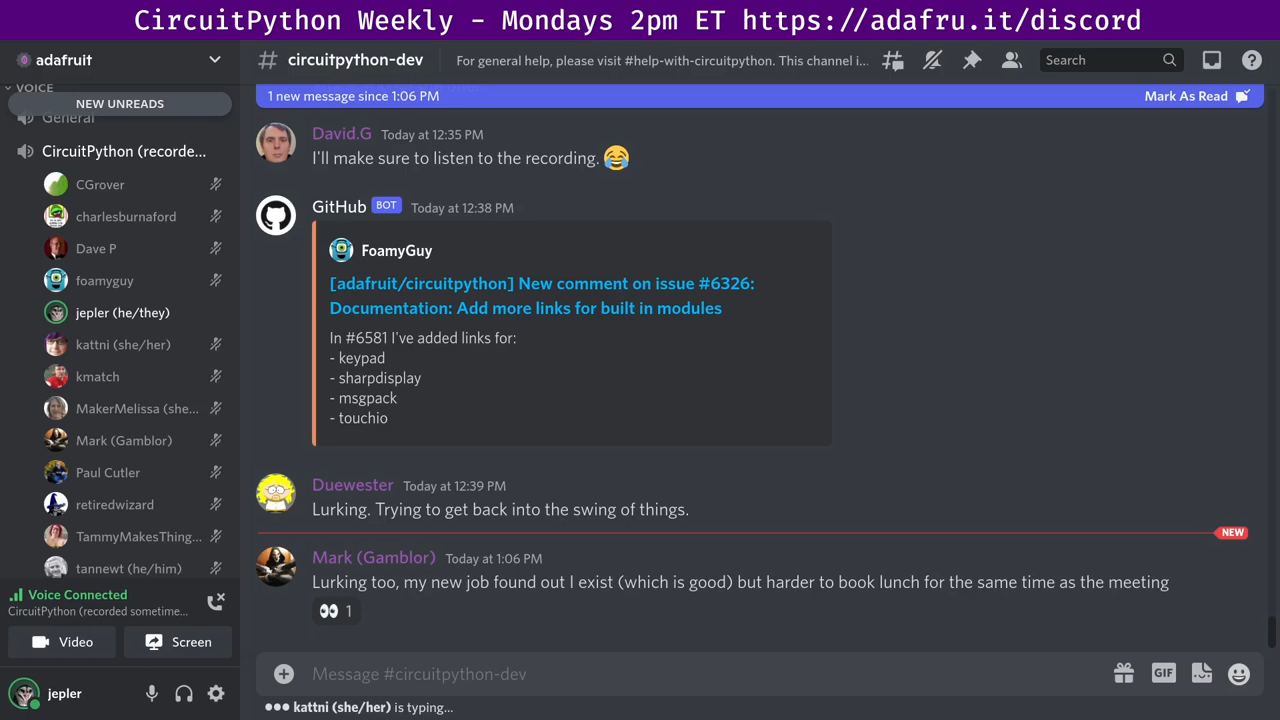 CircuitPython Weekly - Mondays 2pm ET https://adafru.it/discord
adafruit
# circuitpython-dev
For general help, please visit #help-with-circuitpython. This channel i...
Search
VOICE
NEW UNREADS
General
CircuitPython (recorde...
CGrover
charlesburnaford
Dave P
foamyguy
jepler (he/they)
kattni (she/her)
kmatch
MakerMelissa (she...
Mark (Gamblor)
Paul Cutler
retiredwizard
TammyMakesThing...
tannewt (he/him)
Voice Connected
CircuitPython (recorded sometime...
Video
Screen
jepler
1 new message since 1:06 PM
Mark As Read
David.G Today at 12:35 PM
I'll make sure to listen to the recording. 😂
GitHub BOT Today at 12:38 PM
FoamyGuy
[adafruit/circuitpython] New comment on issue #6326:
Documentation: Add more links for built in modules
In #6581 I've added links for:
- keypad
- sharpdisplay
- msgpack
- touchio
Duewester Today at 12:39 PM
Lurking. Trying to get back into the swing of things.
NEW
Mark (Gamblor) Today at 1:06 PM
Lurking too, my new job found out I exist (which is good) but harder to book lunch for the same time as the meeting
👀 1
Message #circuitpython-dev
GIF
kattni (she/her) is typing...